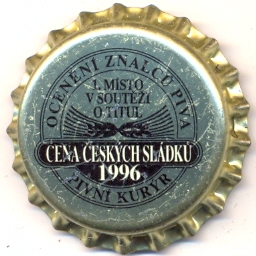 OCENĚNÍ ZNALCŮ PIVA
1. MÍSTO
V SOUTĚŽI
O TITUL
CENA ČESKÝCH SLÁDKŮ
1996
PIVNÍ KURÝR